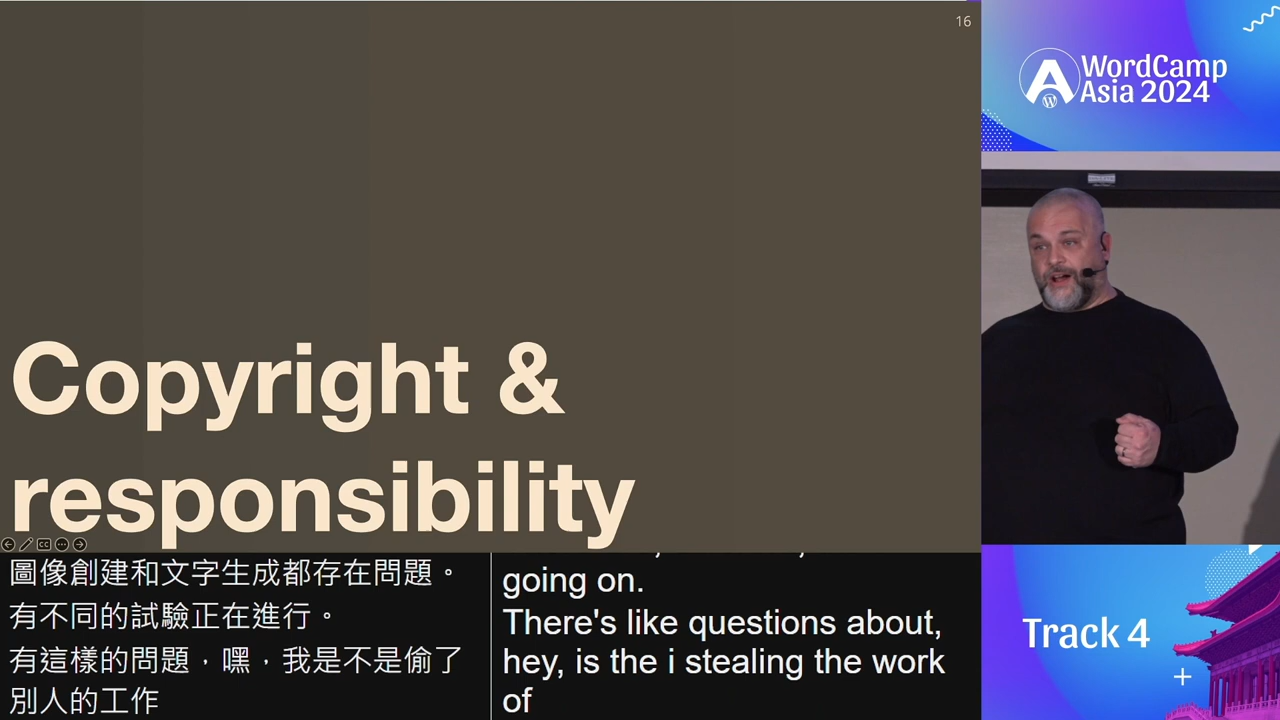 16
Copyright &
responsibility
圖像創建和文字生成都存在問題。
有不同的試驗正在進行。
有這樣的問題，嘿，我是不是偷了
別人的工作
going on.
There's like questions about,
hey, is the i stealing the work
of
WordCamp
Asia 2024
Track 4